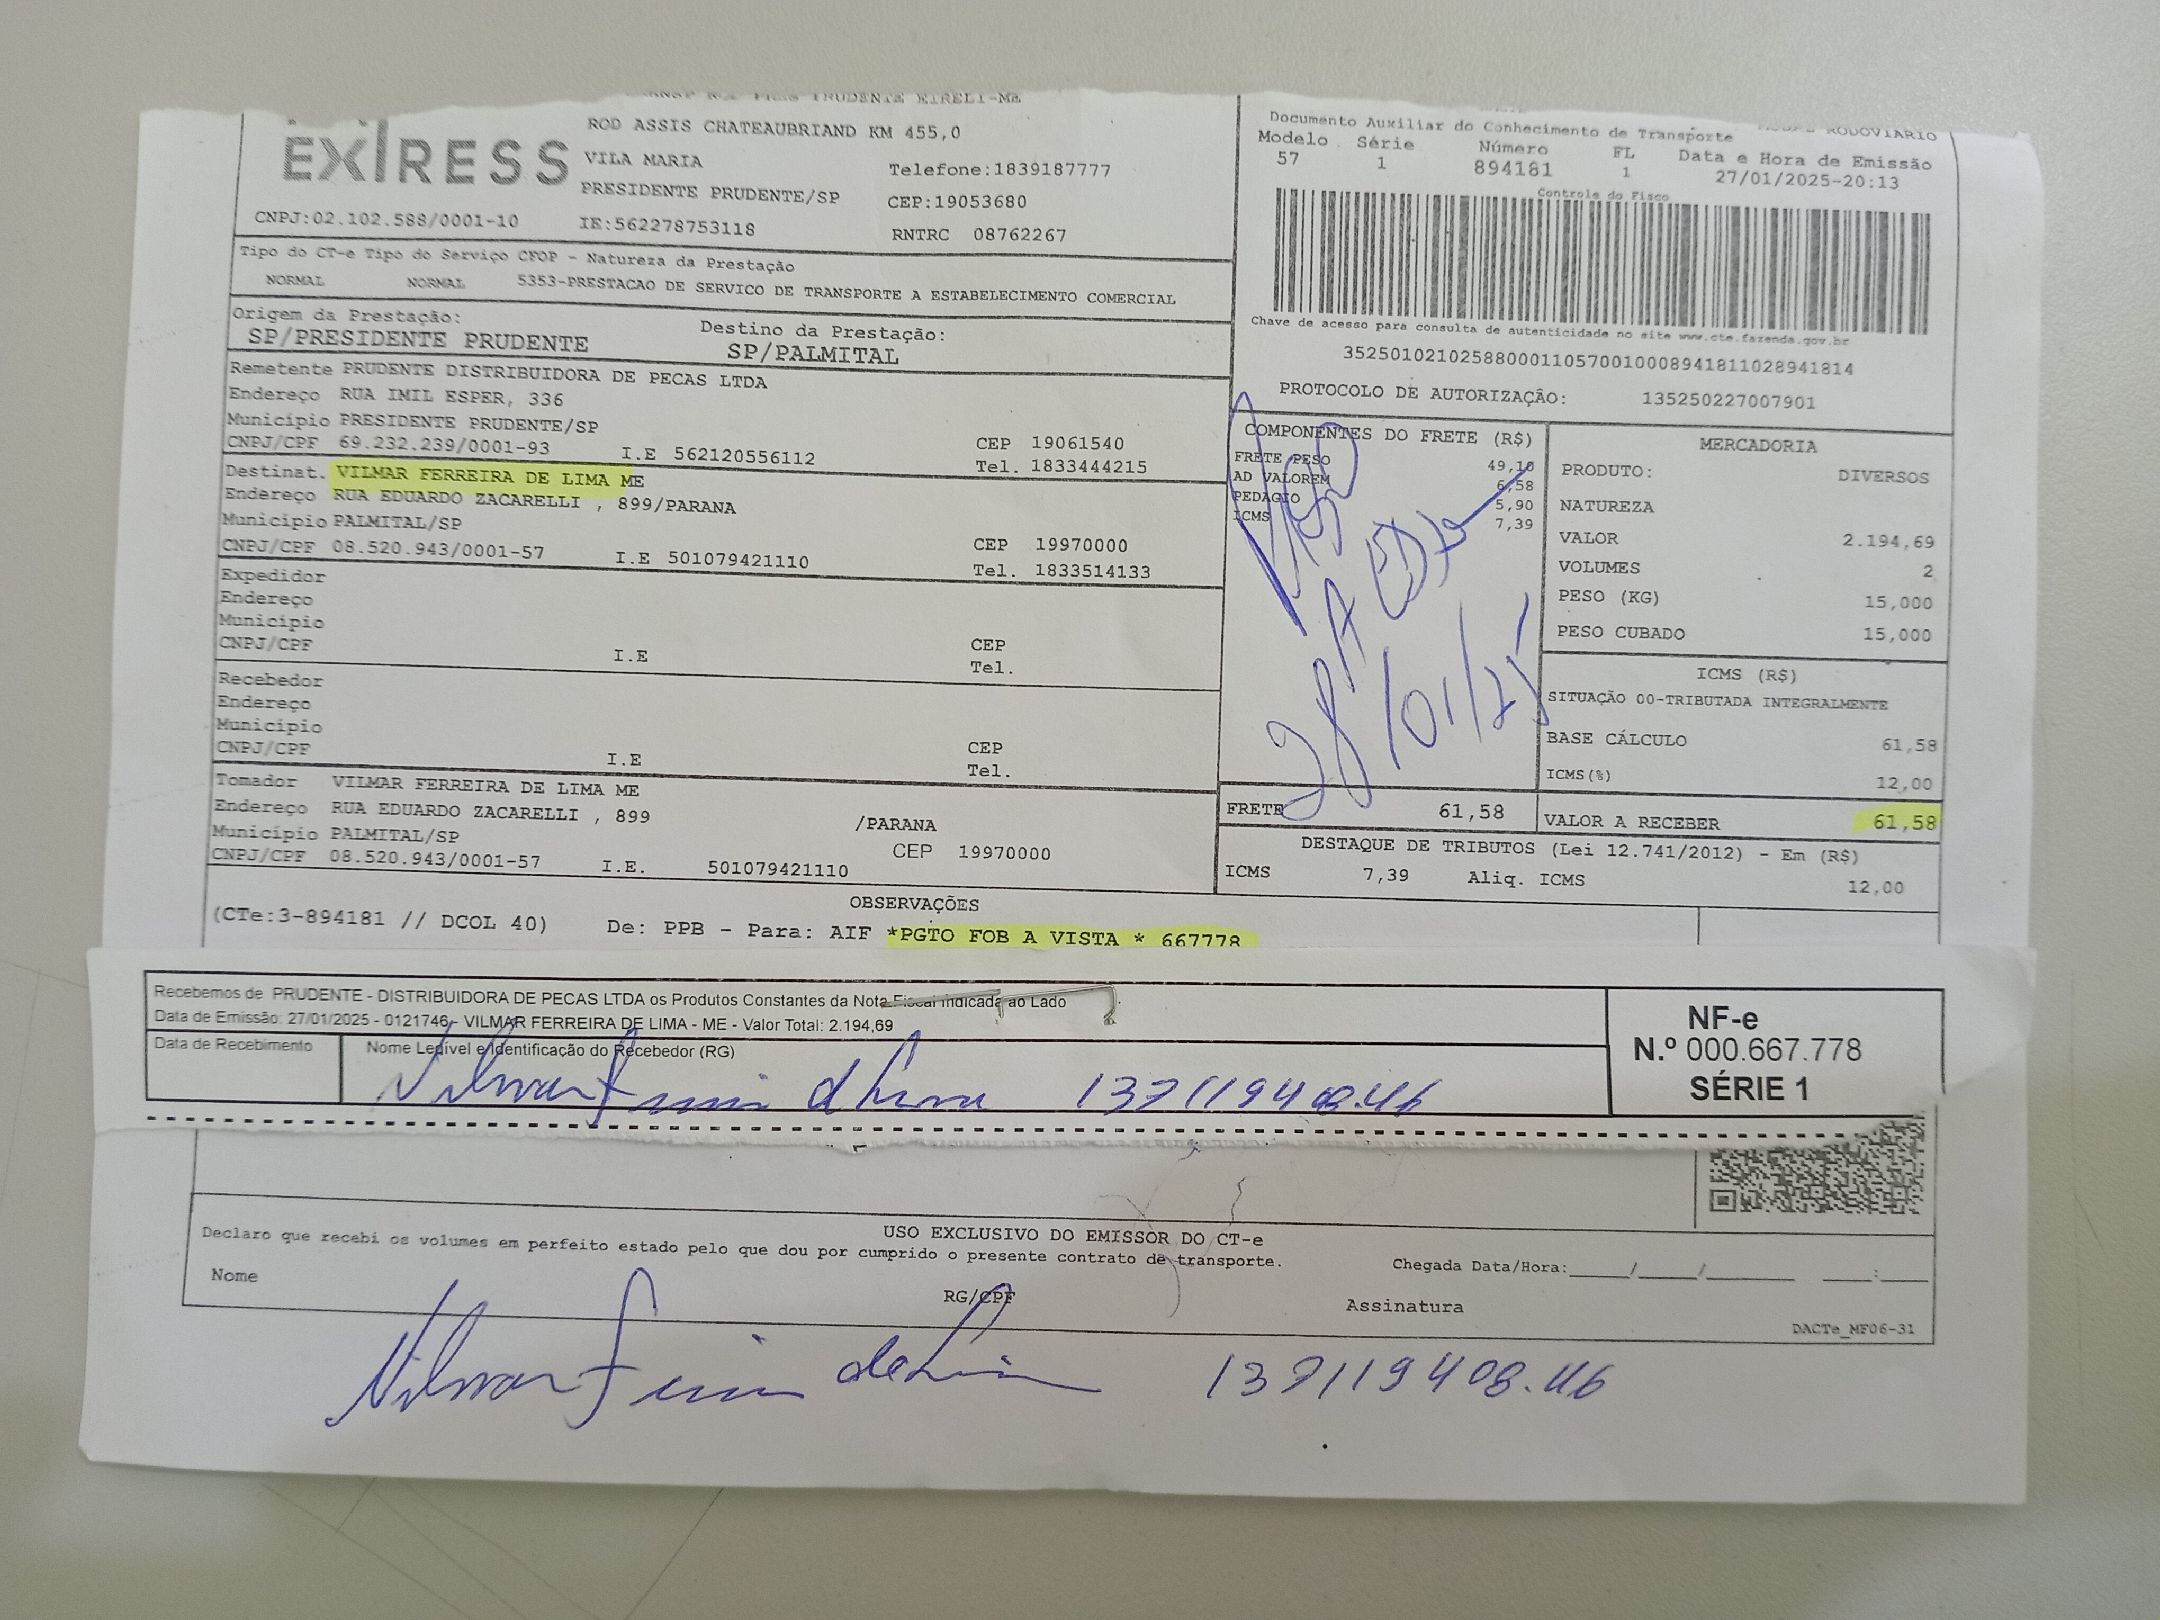 PRUDENTE EIRELI-ME
EXPRESS
ROD ASSIS CHATEAUBRIAND KM 455,0
VILA MARIA
Telefone:1839187777
PRESIDENTE PRUDENTE/SP
CEP:19053680
CNPJ:02.102.588/0001-10
IE:562278753118
RNTRC 08762267
RODOVIARIO
Documento Auxiliar do Conhecimento de Transporte
Modelo Série Número FL Data e Hora de Emissão
57 1 894181 1 27/01/2025-20:13
Controle do Fisco
Chave de acesso para consulta de autenticidade no site www.cte.fazenda.gov.br
35250102102588000110570010008941811028941814
PROTOCOLO DE AUTORIZAÇÂO: 135250227007901
Tipo do CT-e Tipo do Serviço CFOP - Natureza da Prestação
NORMAL NORMAL 5353-PRESTACAO DE SERVICO DE TRANSPORTE A ESTABELECIMENTO COMERCIAL
Origem da Prestação: Destino da Prestação:
SP/PRESIDENTE PRUDENTE SP/PALMITAL
Remetente PRUDENTE DISTRIBUIDORA DE PECAS LTDA
Endereço RUA IMIL ESPER, 336
Município PRESIDENTE PRUDENTE/SP CEP 19061540
CNPJ/CPF 69.232.239/0001-93 I.E 562120556112 Tel. 1833444215
Destinat. VILMAR FERREIRA DE LIMA ME
Endereço RUA EDUARDO ZACARELLI , 899/PARANA
Município PALMITAL/SP CEP 19970000
CNPJ/CPF 08.520.943/0001-57 I.E 501079421110 Tel. 1833514133
Expedidor
Endereço
Município CEP
CNPJ/CPF I.E Tel.
Recebedor
Endereço
Município CEP
CNPJ/CPF I.E Tel.
Tomador VILMAR FERREIRA DE LIMA ME
Endereço RUA EDUARDO ZACARELLI , 899 /PARANA
Município PALMITAL/SP CEP 19970000
CNPJ/CPF 08.520.943/0001-57 I.E. 501079421110
COMPONENTES DO FRETE (R$)
FRETE PESO 49,10
AD VALOREM 6,58
PEDAGIO 5,90
ICMS 7,39
28/01/25
FRETE 61,58
MERCADORIA
PRODUTO: DIVERSOS
NATUREZA
VALOR 2.194,69
VOLUMES 2
PESO (KG) 15,000
PESO CUBADO 15,000
ICMS (R$)
SITUAÇÃO 00-TRIBUTADA INTEGRALMENTE
BASE CÁLCULO 61,58
ICMS(%) 12,00
VALOR A RECEBER 61,58
DESTAQUE DE TRIBUTOS (Lei 12.741/2012) - Em (R$)
ICMS 7,39 Aliq. ICMS 12,00
OBSERVAÇÕES
(CTe:3-894181 // DCOL 40) De: PPB - Para: AIF *PGTO FOB A VISTA * 667778
Recebemos de PRUDENTE - DISTRIBUIDORA DE PECAS LTDA os Produtos Constantes da Nota Fiscal Indicada ao Lado
Data de Emissão: 27/01/2025 - 0121746 - VILMAR FERREIRA DE LIMA - ME - Valor Total: 2.194,69
Data de Recebimento Nome Legível e Identificação do Recebedor (RG)
Vilmar Ferreira d Lima 137119408.46
NF-e
N.º 000.667.778
SÉRIE 1
USO EXCLUSIVO DO EMISSOR DO CT-e
Declaro que recebi os volumes em perfeito estado pelo que dou por cumprido o presente contrato de transporte.
Chegada Data/Hora:____/____/______ ____:____
Nome RG/CPF Assinatura
DACTe_MF06-31
Vilmar Ferreira de Lima 137119408.46